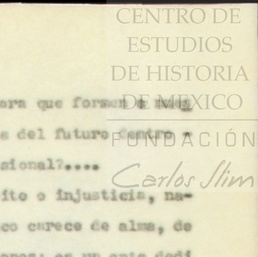 CENTRO DE
ESTUDIOS
DE HISTORIA
DE MEXICO
FUNDACIÓN
Carlos Slim
ara que formen
s del futuro dentro -
sional?....
ito o injusticia, na-
co carece de alma, de